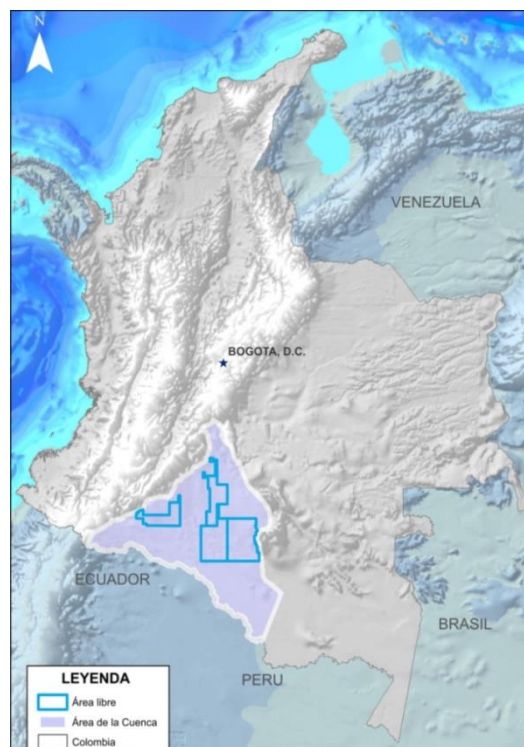 N
VENEZUELA
BOGOTA, D.C.
ECUADOR
BRASIL
PERU
LEYENDA
Área libre
Área de la Cuenca
Colombia